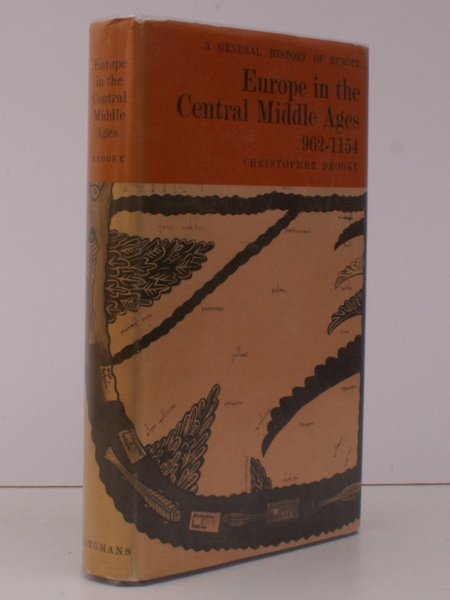 Europe
in the
Central
Middle
Ages
BROOKE
A GENERAL HISTORY OF EUROPE
Europe in the
Central Middle Ages
962-1154
CHRISTOPHER BROOKE
LONGMANS